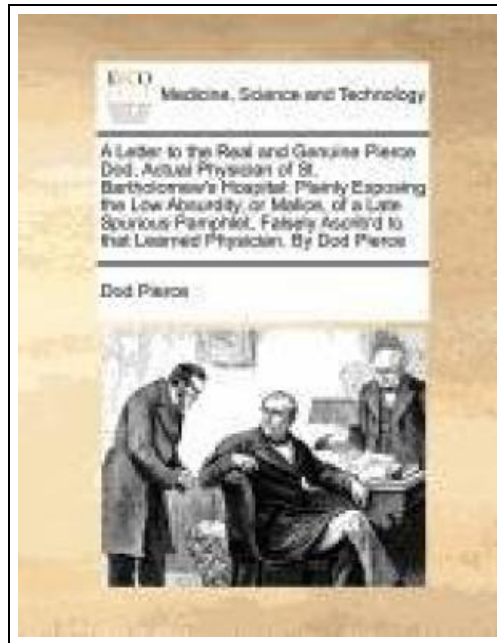 ECCO
Medicine, Science and Technology
A Letter to the Real and Genuine Pierce
Dod, Actual Physician of St.
Bartholomew's Hospital: Plainly Exposing
the Low Absurdity, or Malice, of a Late
Spurious Pamphlet, Falsely Ascrib'd to
that Learned Physician. By Dod Pierce
Dod Pierce